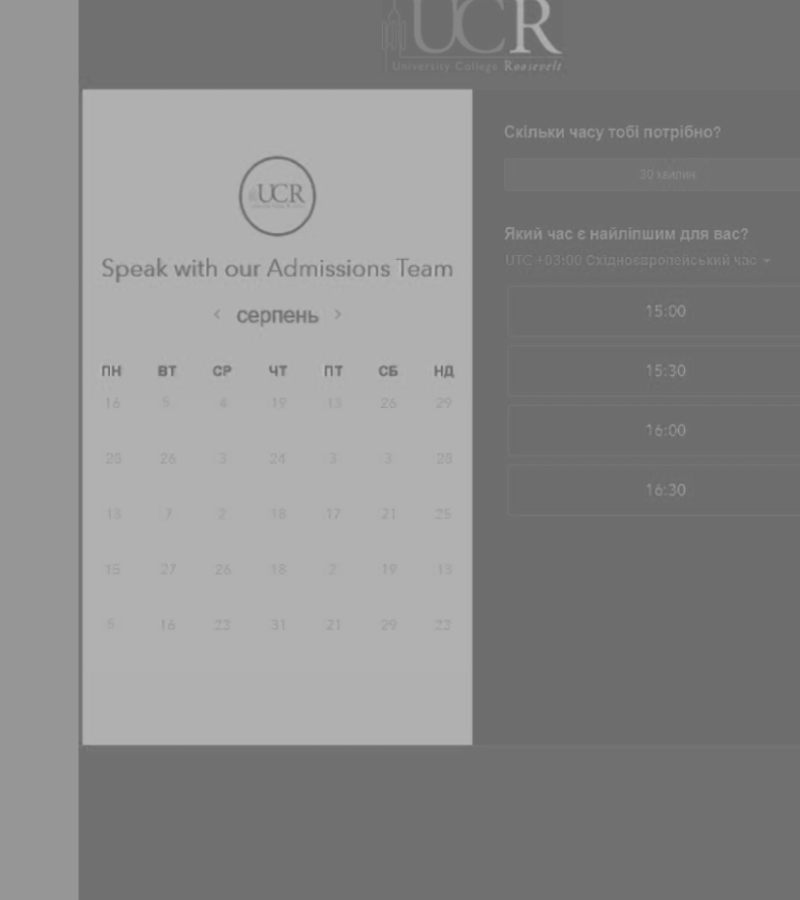 UCR
University College Roosevelt
UCR
Speak with our Admissions Team
серпень
ПН ВТ СР ЧТ ПТ СБ НД
16 5 4 19 13 26 29
26 3 24 3 3
13 7 2 18 17 21 25
15 27 26 18 2 19 13
5 16 22 31 21 29 23
Скільки часу тобі потрібно?
30 хвилин
Який час є найліпшим для вас?
UTC +03:00 Східноєвропейський час
15:00
15:30
16:00
16:30